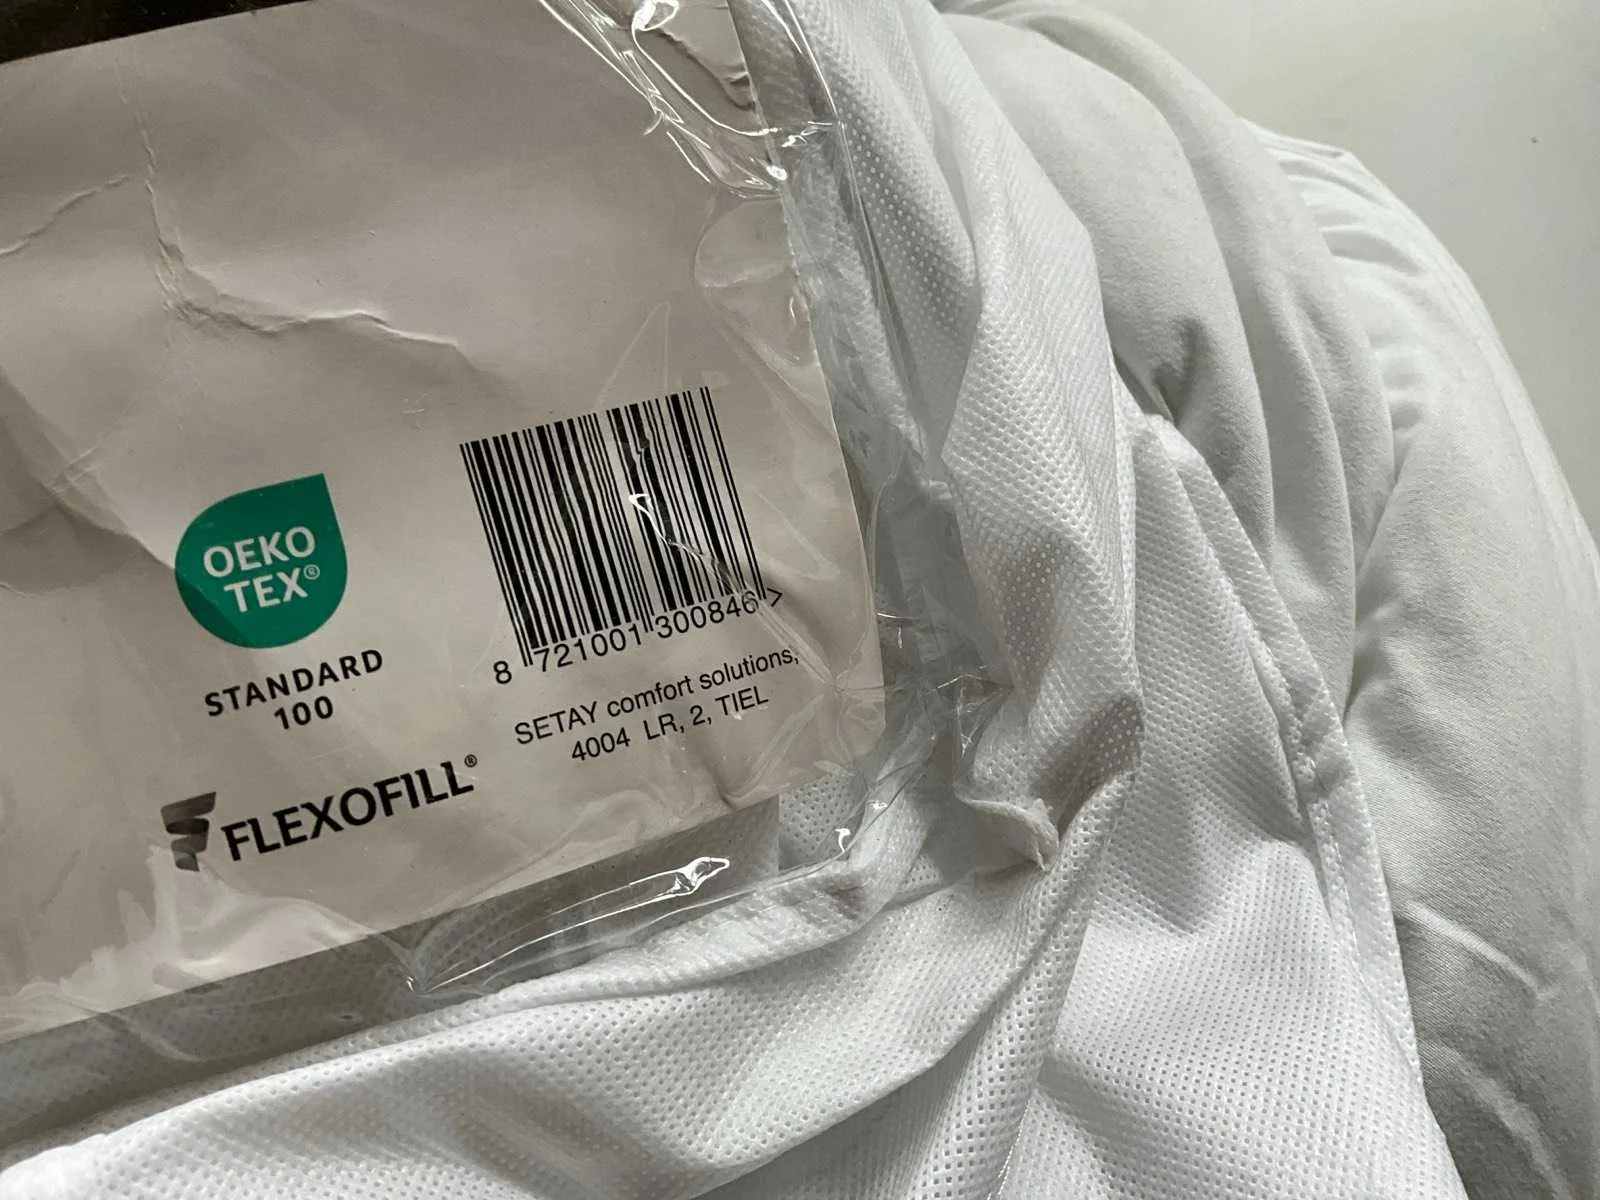 OEKO
TEX®
STANDARD
100
FLEXOFILL®
8 721001 300846 >
SETAY comfort solutions,
4004 LR, 2, TIEL